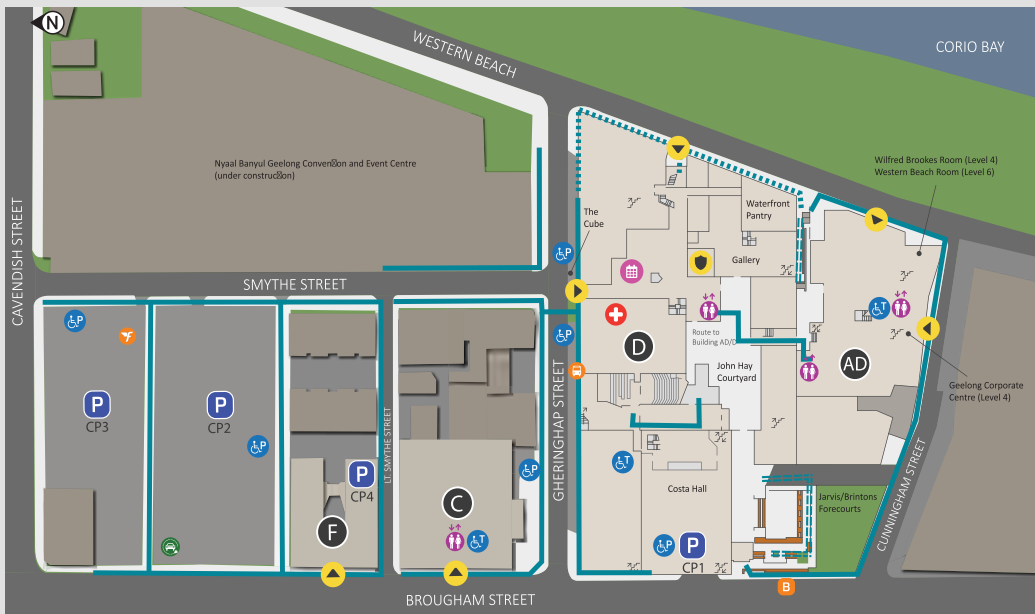 N
WESTERN BEACH
CORIO BAY
Nyaal Banyul Geelong Conven􀆟on and Event Centre
(under construc􀆟on)
Wilfred Brookes Room (Level 4)
Western Beach Room (Level 6)
CAVENDISH STREET
The
Cube
Waterfront
Pantry
P
Gallery
SMYTHE STREET
T
P
P
Route to
Building AD/D
D
AD
John Hay
Courtyard
Geelong Corporate
Centre (Level 4)
P
CP3
P
CP2
P
LT. SMYTHE STREET
GHERINGHAP STREET
P
CP4
P
T
Costa Hall
C
F
T
Jarvis/Brintons
Forecourts
CUNNINGHAM STREET
P
P
CP1
B
BROUGHAM STREET